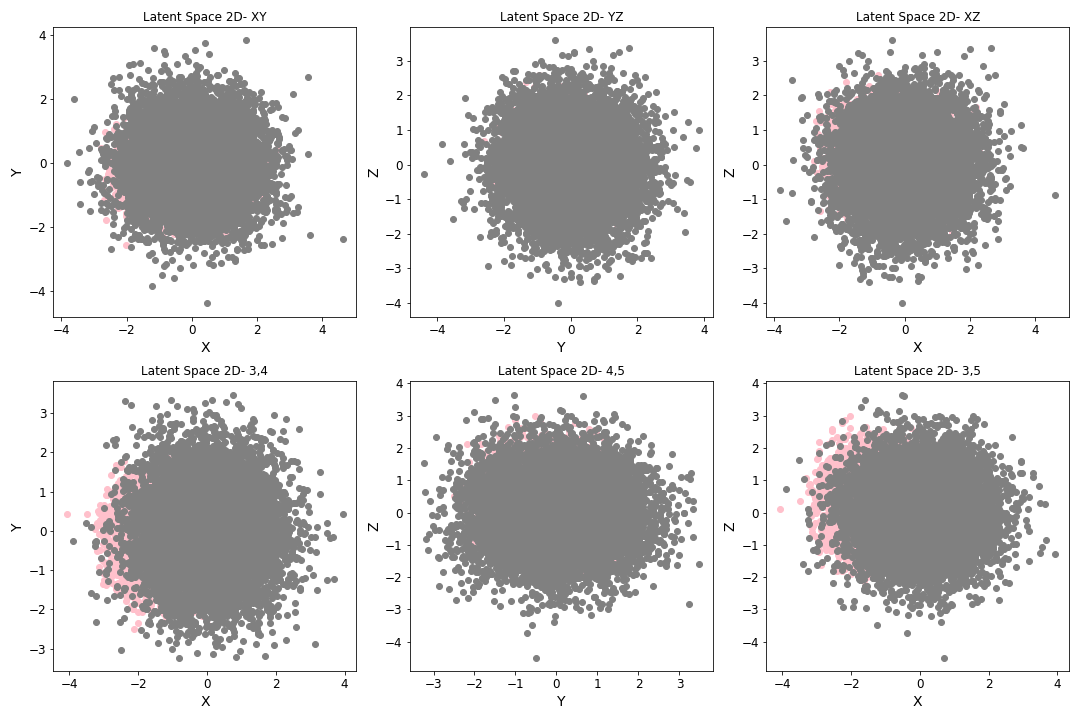 Latent Space 2D- XY
Y
4
2
0
−2
−4
−4 −2 0 2 4
X
Latent Space 2D- YZ
Z
3
2
1
0
−1
−2
−3
−4
−4 −2 0 2 4
Y
Latent Space 2D- XZ
Z
3
2
1
0
−1
−2
−3
−4
−4 −2 0 2 4
X
Latent Space 2D- 3,4
Y
3
2
1
0
−1
−2
−3
−4 −2 0 2 4
X
Latent Space 2D- 4,5
Z
4
3
2
1
0
−1
−2
−3
−4
−3 −2 −1 0 1 2 3
Y
Latent Space 2D- 3,5
Z
4
3
2
1
0
−1
−2
−3
−4
−4 −2 0 2 4
X